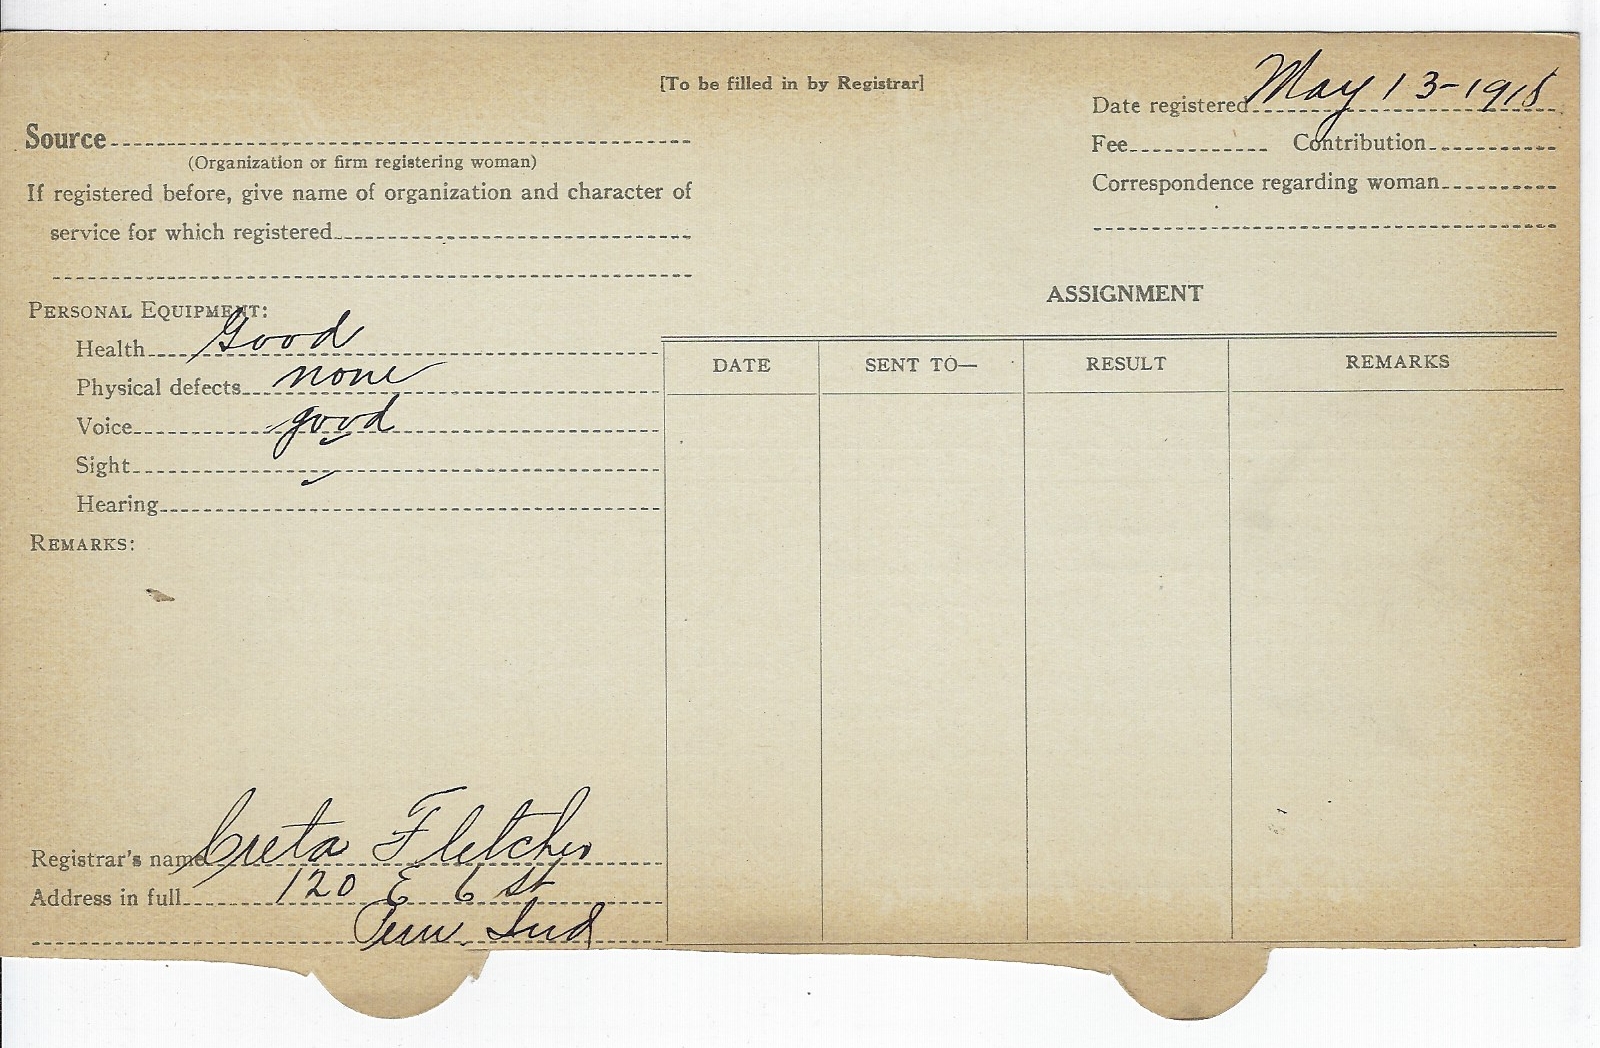 [To be filled in by Registrar]
Date registered May 13-1918
Source
Fee Contribution
(Organization or firm registering woman)
Correspondence regarding woman
If registered before, give name of organization and character of
service for which registered
ASSIGNMENT
PERSONAL EQUIPMENT:
Health Good
Physical defects none
Voice good
Sight
Hearing
REMARKS:
DATE SENT TO— RESULT REMARKS
Registrar's name Creta Fletcher
Address in full 120 E 6 St
Peru Ind